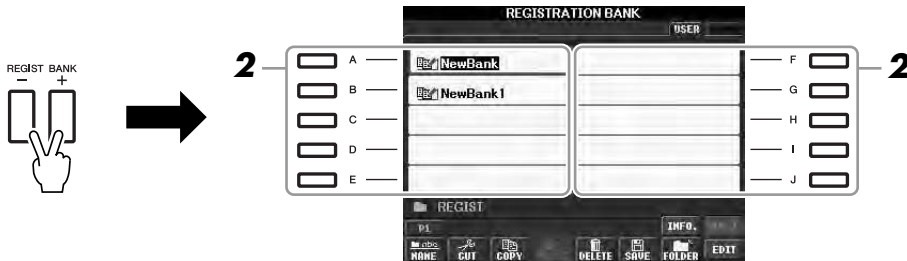 REGISTRATION BANK
USER
REGIST BANK
− +
2
A
NewBank
B
NewBank1
C
D
E
F
G
H
I
J
2
REGIST
P1
INFO.
NAME
CUT
COPY
DELETE
SAVE
FOLDER
EDIT